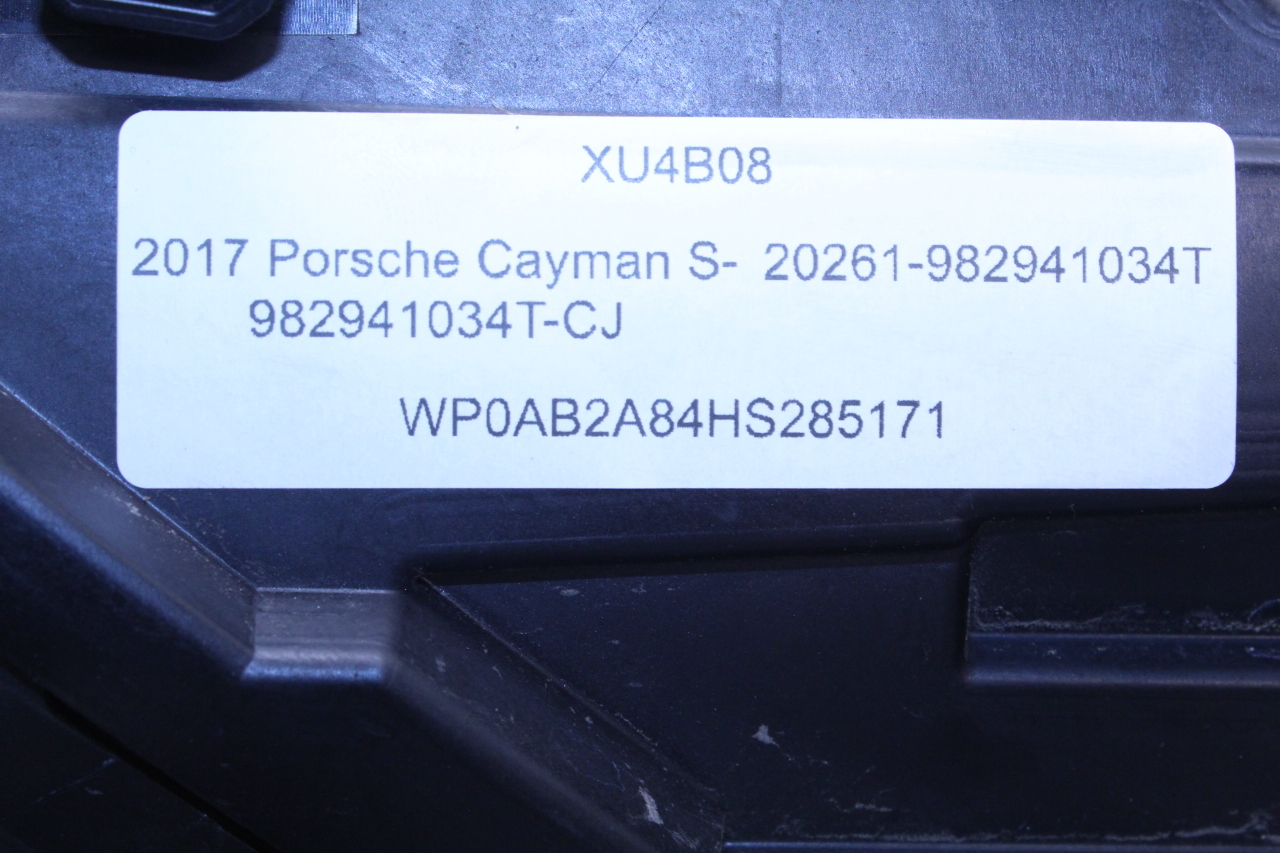 XU4B08
2017 Porsche Cayman S- 20261-982941034T
982941034T-CJ
WP0AB2A84HS285171